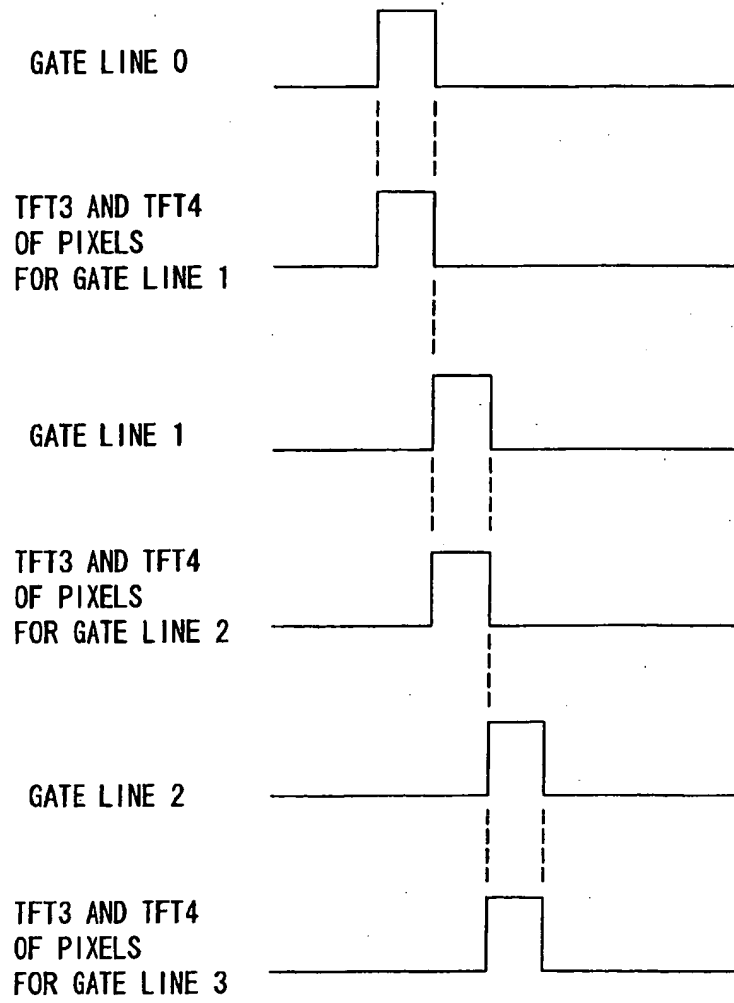 GATE LINE 0
TFT3 AND TFT4
OF PIXELS
FOR GATE LINE 1
GATE LINE 1
TFT3 AND TFT4
OF PIXELS
FOR GATE LINE 2
GATE LINE 2
TFT3 AND TFT4
OF PIXELS
FOR GATE LINE 3